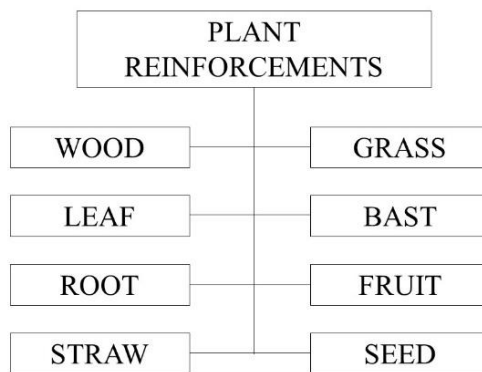 PLANT
REINFORCEMENTS
WOOD
GRASS
LEAF
BAST
ROOT
FRUIT
STRAW
SEED